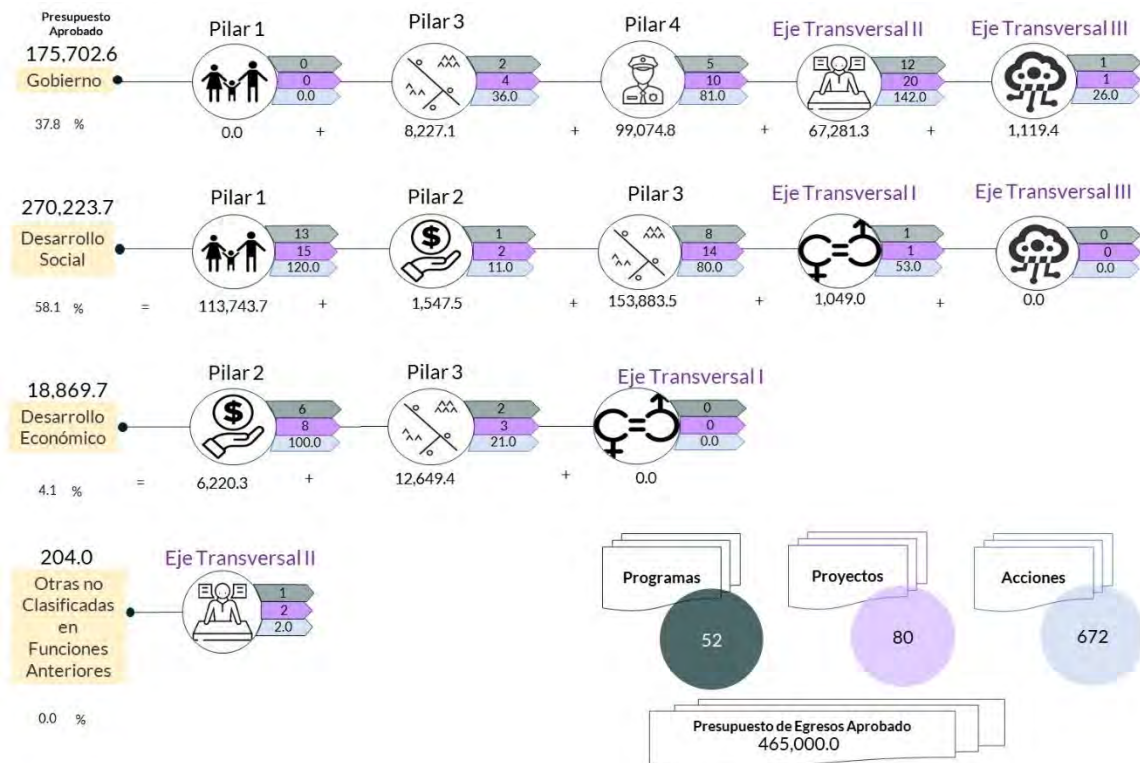 Presupuesto
Aprobado
175,702.6
Gobierno
37.8 %
Pilar 1
0
0
0.0
0.0
+
Pilar 3
2
4
36.0
8,227.1
+
Pilar 4
5
10
81.0
99,074.8
+
Eje Transversal II
12
20
142.0
67,281.3
+
Eje Transversal III
1
1
26.0
1,119.4
270,223.7
Desarrollo
Social
58.1 %
=
Pilar 1
13
15
120.0
113,743.7
+
Pilar 2
$
1
2
11.0
1,547.5
+
Pilar 3
8
14
80.0
153,883.5
+
Eje Transversal I
1
1
53.0
1,049.0
+
Eje Transversal III
0
0
0.0
0.0
18,869.7
Desarrollo
Económico
4.1 %
=
Pilar 2
$
6
8
100.0
6,220.3
+
Pilar 3
2
3
21.0
12,649.4
+
Eje Transversal I
0
0
0.0
0.0
204.0
Otras no
Clasificadas
en
Funciones
Anteriores
0.0 %
Eje Transversal II
1
2
2.0
Programas
52
Proyectos
80
Acciones
672
Presupuesto de Egresos Aprobado
465,000.0